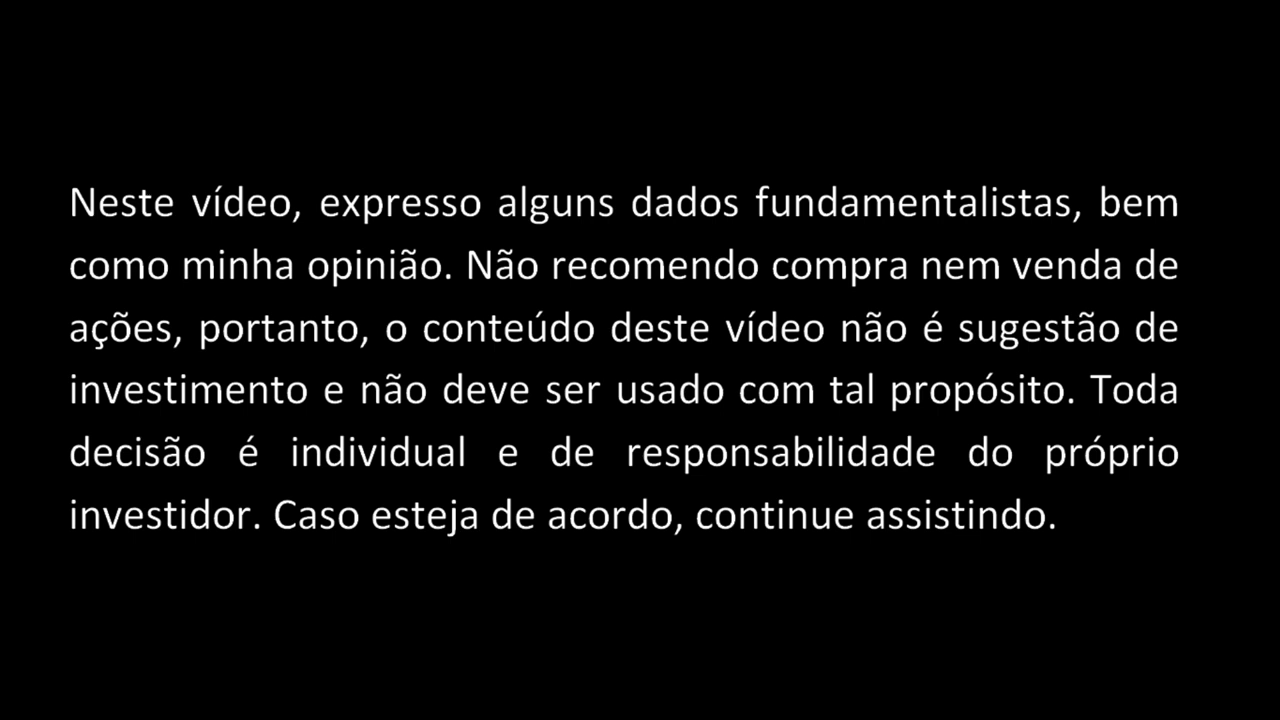 Neste vídeo, expresso alguns dados fundamentalistas, bem
como minha opinião. Não recomendo compra nem venda de
ações, portanto, o conteúdo deste vídeo não é sugestão de
investimento e não deve ser usado com tal propósito. Toda
decisão é individual e de responsabilidade do próprio
investidor. Caso esteja de acordo, continue assistindo.